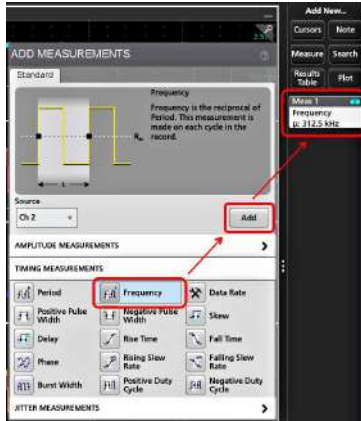 Add New...
Cursors
Note
Measure
Search
Results
Table
Plot
Meas 1
Frequency
μ: 312.5 kHz
ADD MEASUREMENTS
Standard
Frequency
Frequency is the reciprocal of
Period. This measurement is
made on each cycle in the
record.
L
Source
Ch 2
Add
AMPLITUDE MEASUREMENTS
TIMING MEASUREMENTS
Period
Frequency
Data Rate
Positive Pulse
Width
Negative Pulse
Width
Skew
Delay
Rise Time
Fall Time
Phase
Rising Slew
Rate
Falling Slew
Rate
Burst Width
Positive Duty
Cycle
Negative Duty
Cycle
JITTER MEASUREMENTS